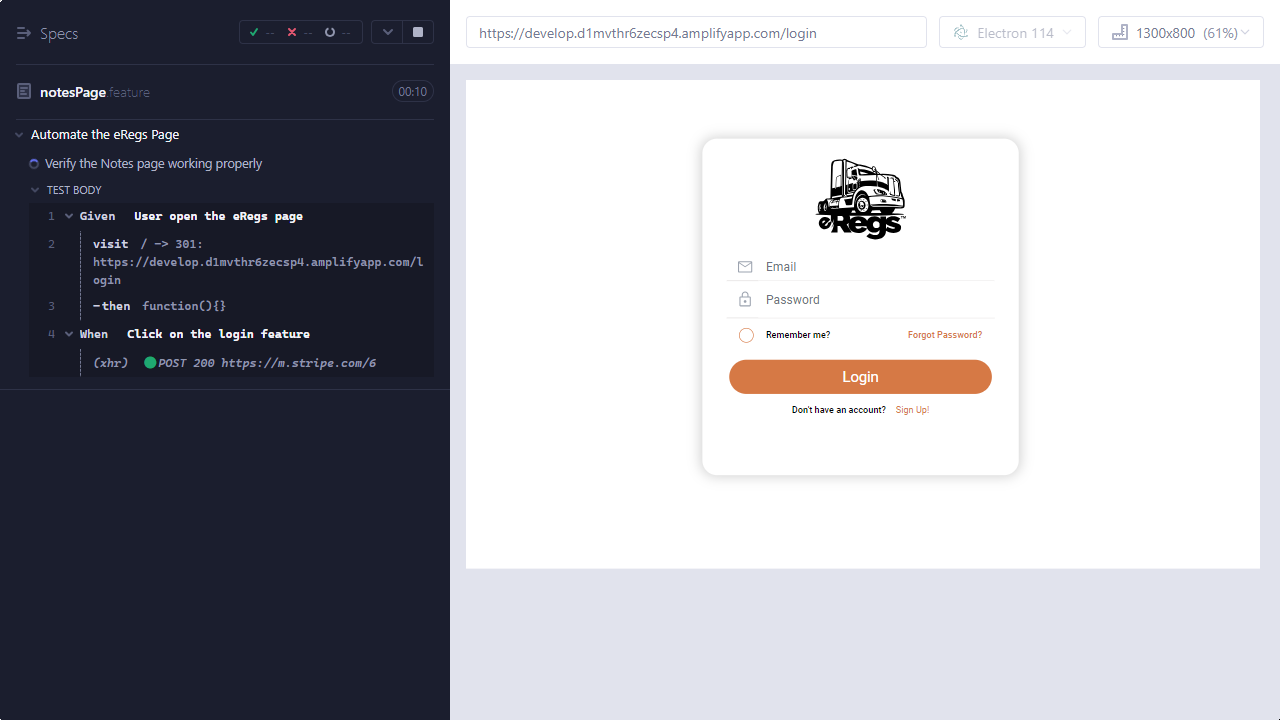 Specs
-- -- --
notesPage.feature 00:10
Automate the eRegs Page
Verify the Notes page working properly
TEST BODY
1 Given User open the eRegs page
2 visit / -> 301:
https://develop.d1mvthr6zecsp4.amplifyapp.com/l
ogin
3 -then function(){}
4 When Click on the login feature
(xhr) POST 200 https://m.stripe.com/6
https://develop.d1mvthr6zecsp4.amplifyapp.com/login
Electron 114
1300x800 (61%)
eRegs™
Email
Password
Remember me? Forgot Password?
Login
Don't have an account? Sign Up!